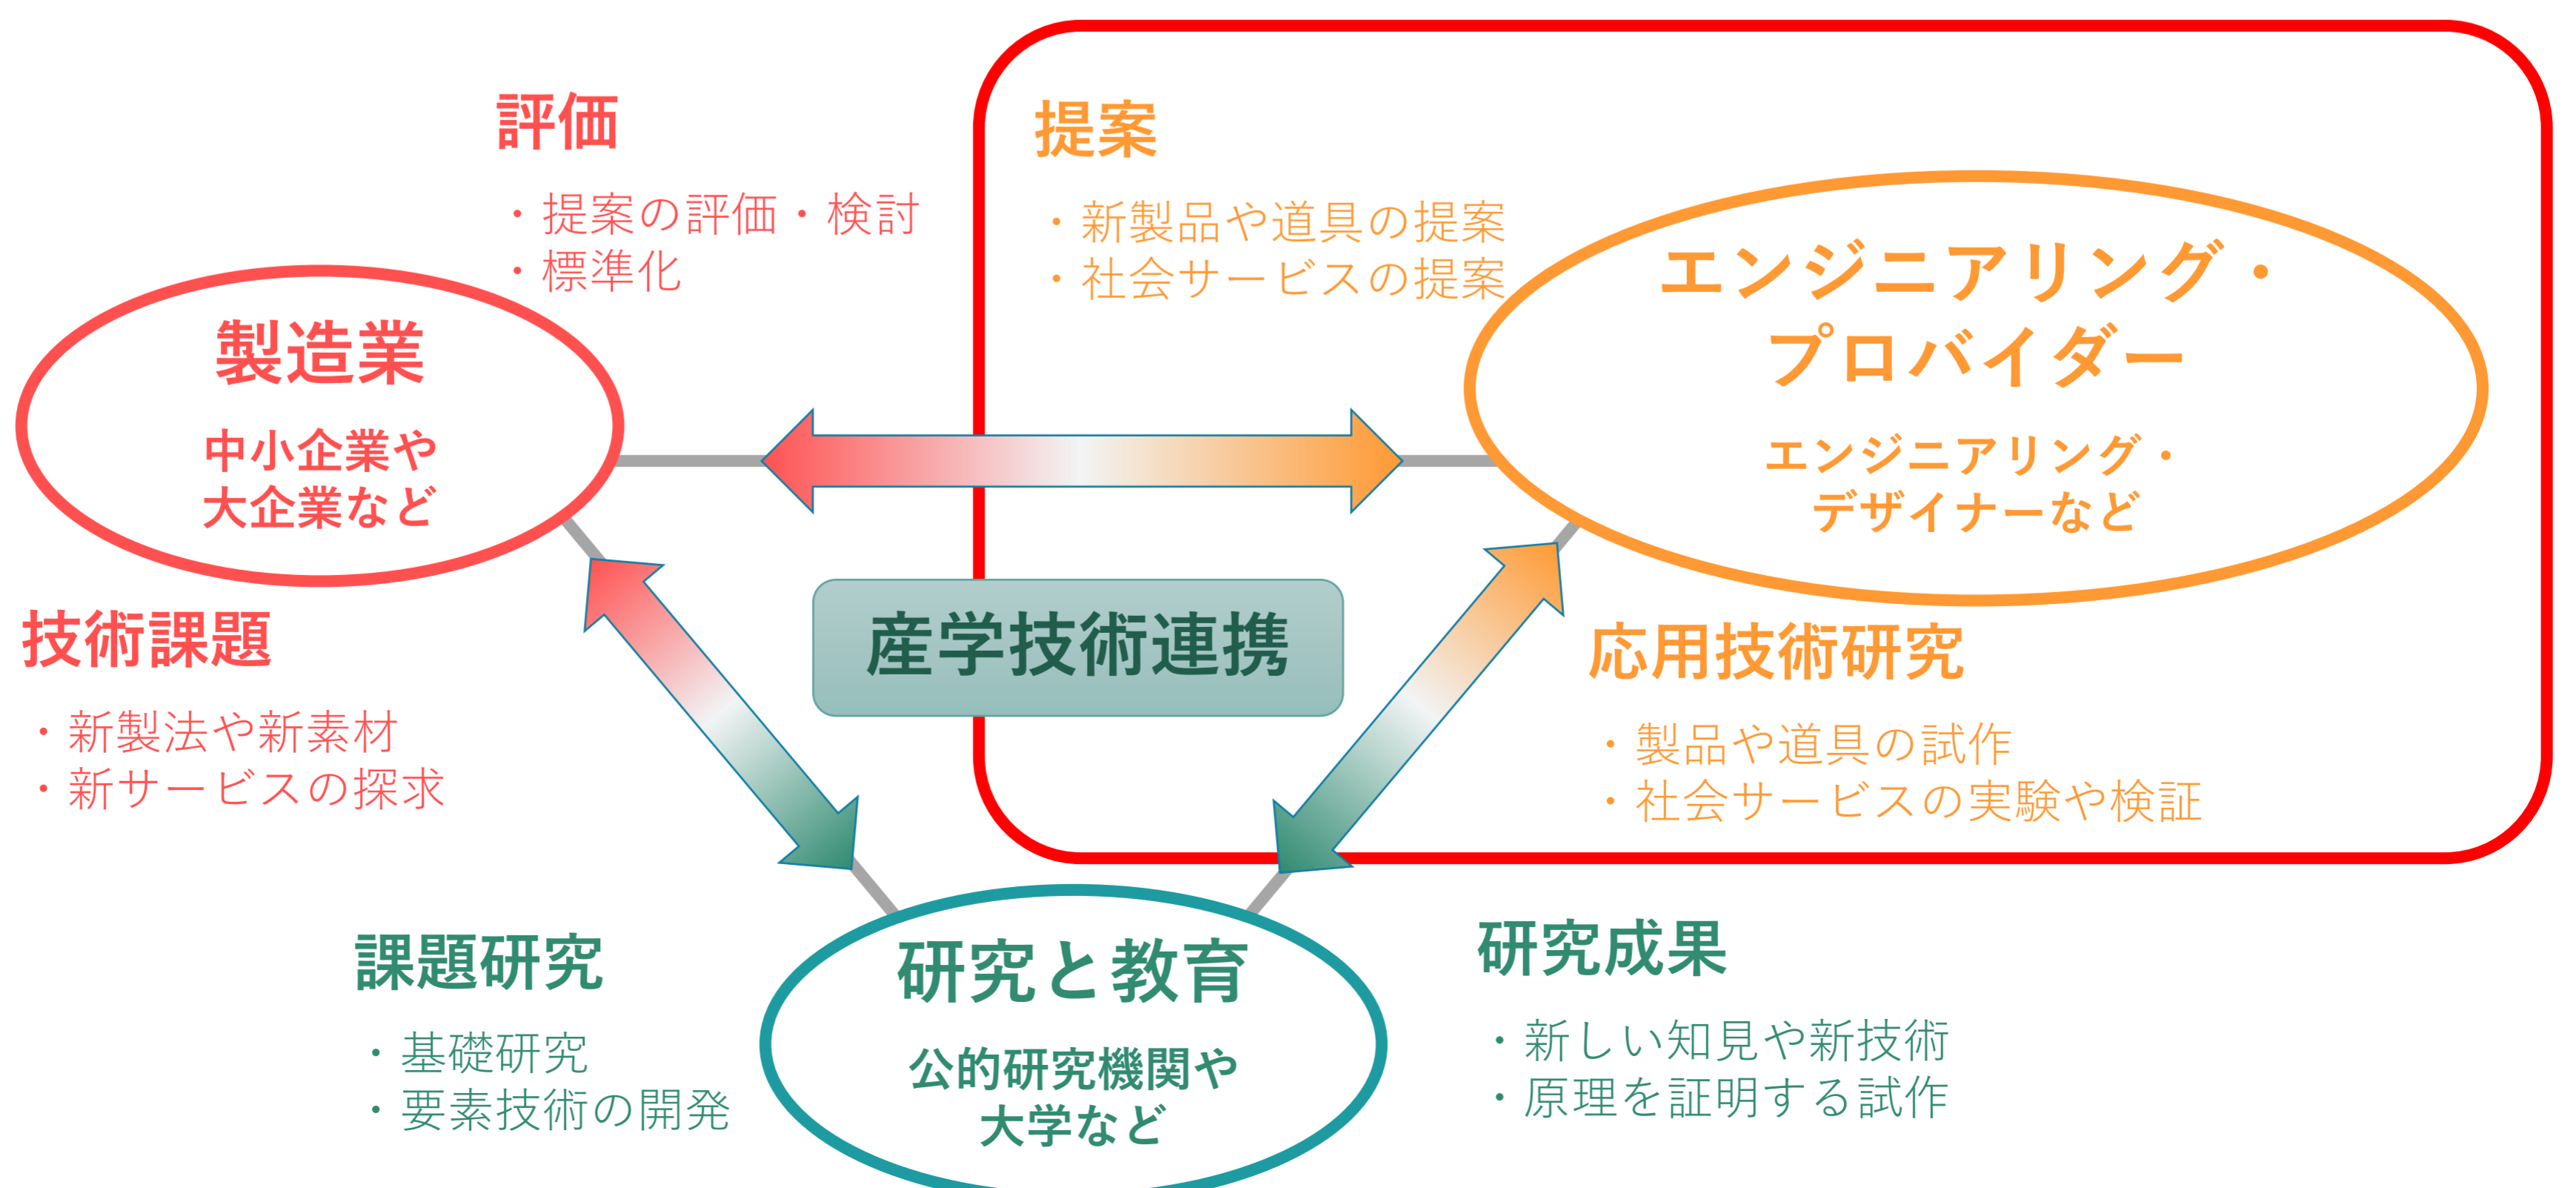 評価
・提案の評価・検討
・標準化
提案
・新製品や道具の提案
・社会サービスの提案
製造業
中小企業や
大企業など
エンジニアリング・
プロバイダー
エンジニアリング・
デザイナーなど
産学技術連携
技術課題
・新製法や新素材
・新サービスの探求
応用技術研究
・製品や道具の試作
・社会サービスの実験や検証
課題研究
・基礎研究
・要素技術の開発
研究と教育
公的研究機関や
大学など
研究成果
・新しい知見や新技術
・原理を証明する試作